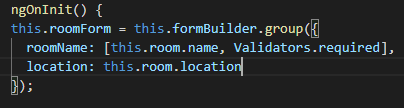 ngOnInit() {
this.roomForm = this.formBuilder.group({
roomName: [this.room.name, Validators.required],
location: this.room.location
});